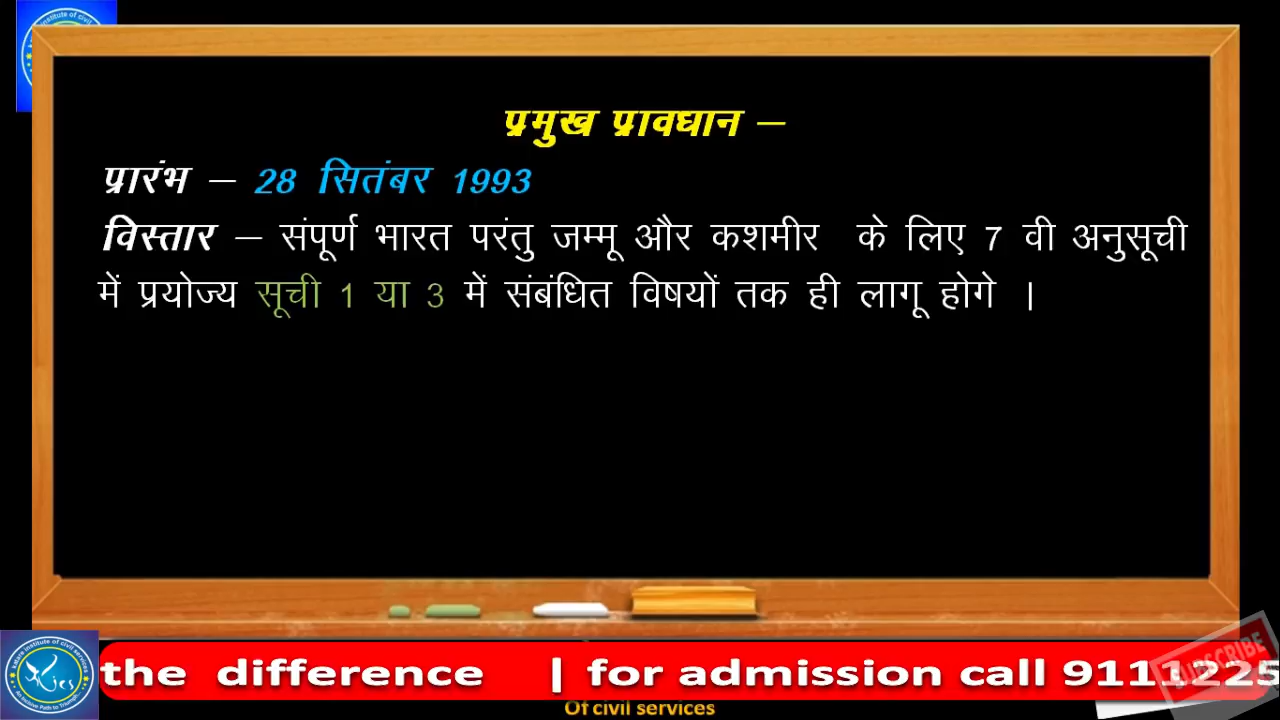 प्रमुख प्रावधान –
प्रारंभ – 28 सितंबर 1993
विस्तार – संपूर्ण भारत परंतु जम्मू और कशमीर के लिए 7 वी अनुसूची
में प्रयोज्य सूची 1 या 3 में संबंधित विषयों तक ही लागू होगे ।
the difference | for admission call 9111225
SUBSCRIBE
Of civil services